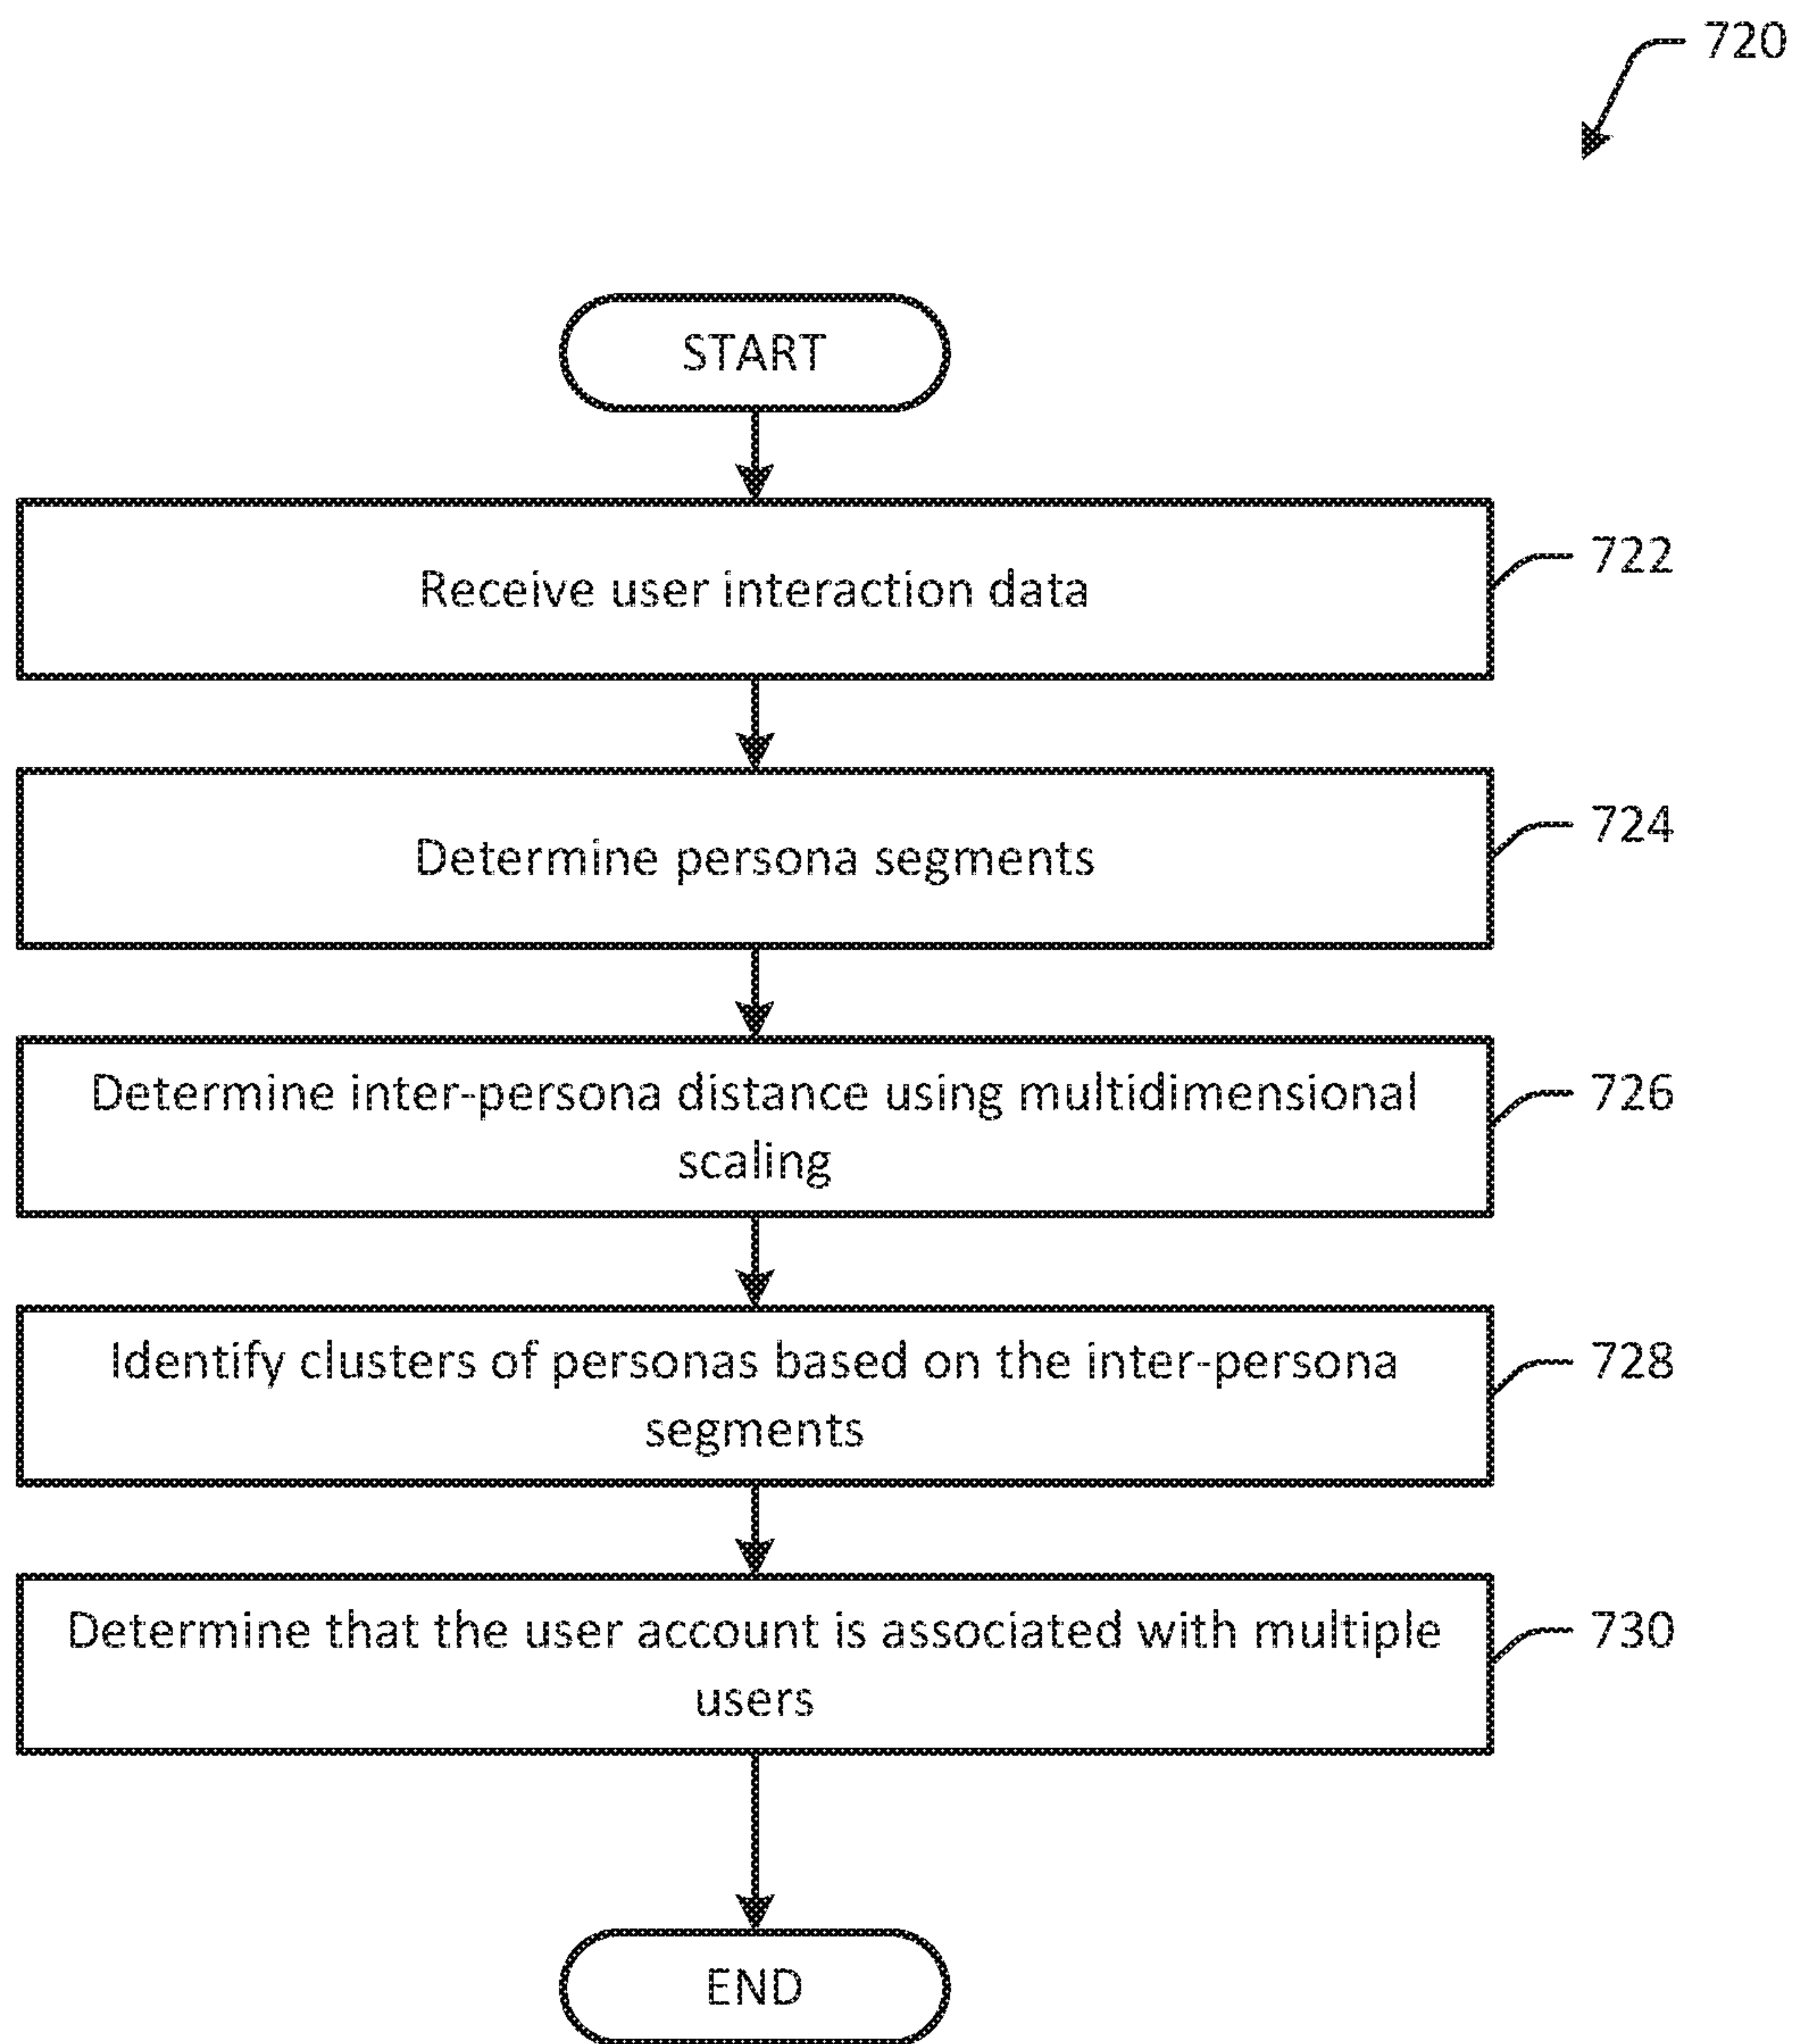 720
START
Receive user interaction data
722
Determine persona segments
724
Determine inter-persona distance using multidimensional
scaling
726
Identify clusters of personas based on the inter-persona
segments
728
Determine that the user account is associated with multiple
users
730
END